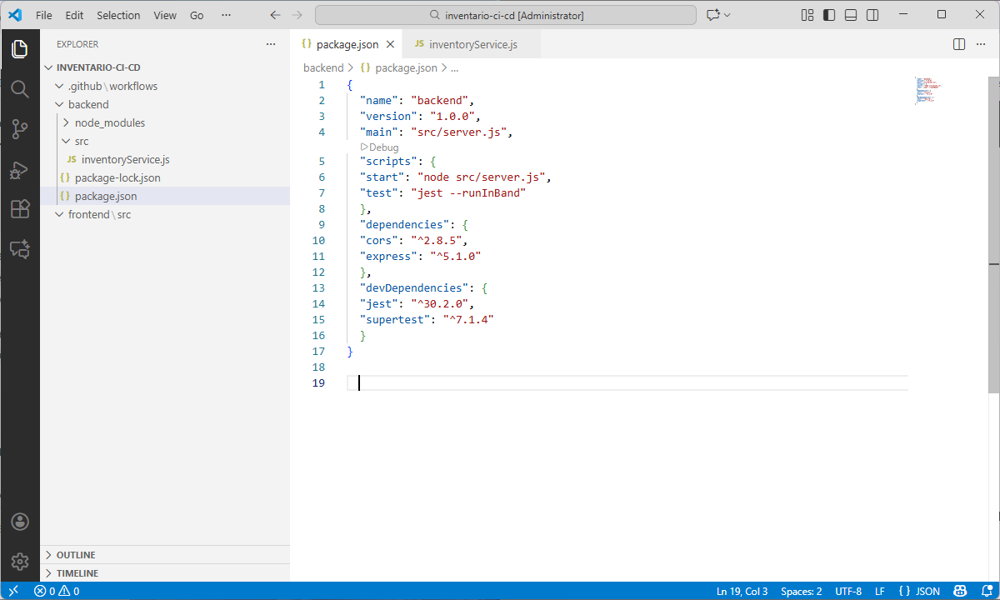 File Edit Selection View Go ··· inventario-ci-cd [Administrator]
EXPLORER ···
INVENTARIO-CI-CD
.github\workflows
backend
node_modules
src
JS inventoryService.js
{} package-lock.json
{} package.json
frontend\src
OUTLINE
TIMELINE
{} package.json JS inventoryService.js ···
backend > {} package.json > ...
1 {
2 "name": "backend",
3 "version": "1.0.0",
4 "main": "src/server.js",
Debug
5 "scripts": {
6 "start": "node src/server.js",
7 "test": "jest --runInBand"
8 },
9 "dependencies": {
10 "cors": "^2.8.5",
11 "express": "^5.1.0"
12 },
13 "devDependencies": {
14 "jest": "^30.2.0",
15 "supertest": "^7.1.4"
16 }
17 }
18
19
0 0 Ln 19, Col 3 Spaces: 2 UTF-8 LF {} JSON